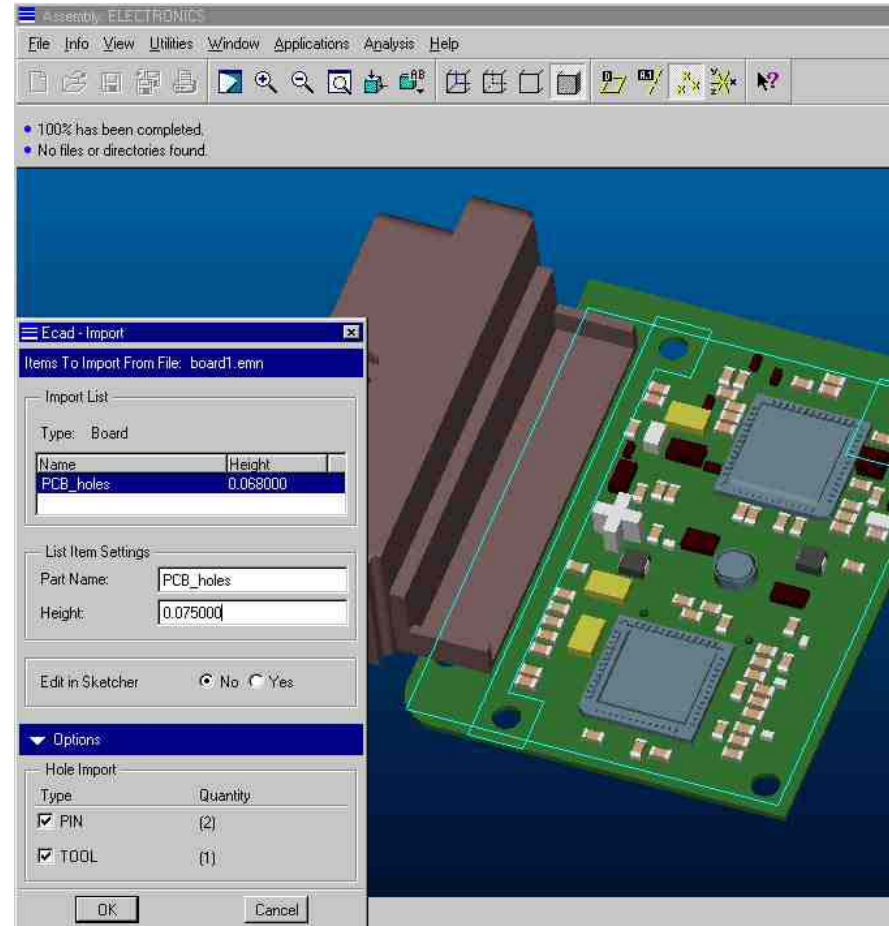 Assembly: ELECTRONICS
File Info View Utilities Window Applications Analysis Help
100% has been completed.
No files or directories found.
Ecad - Import
Items To Import From File: board1.emn
Import List
Type: Board
Name Height
PCB_holes 0.068000
List Item Settings
Part Name: PCB_holes
Height: 0.075000
Edit in Sketcher No Yes
Options
Hole Import
Type Quantity
PIN (2)
TOOL (1)
OK Cancel